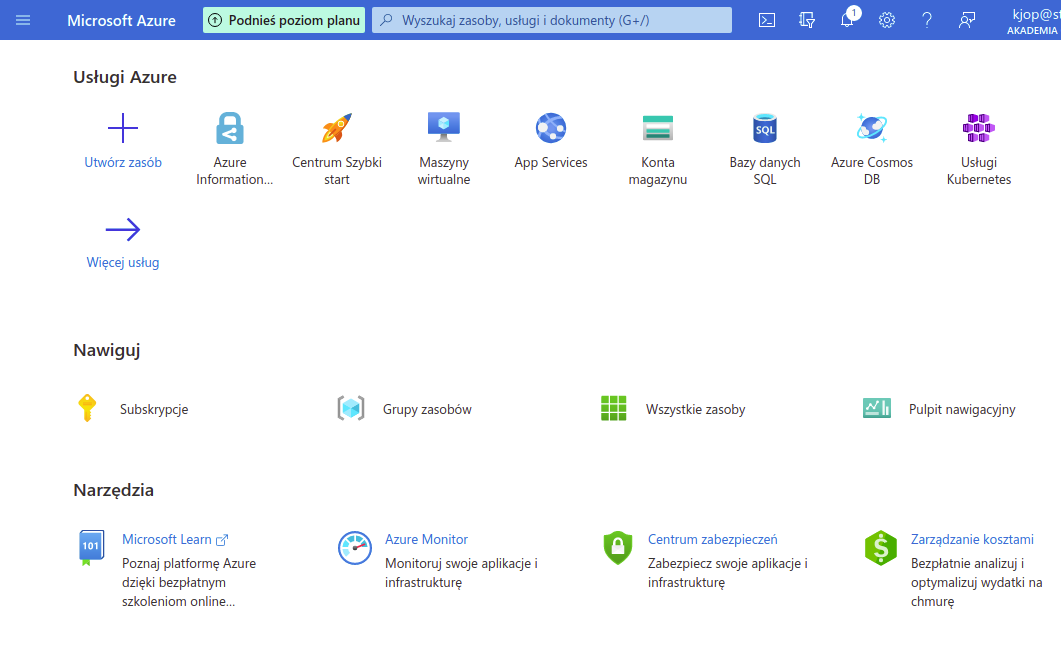 Microsoft Azure
Podnieś poziom planu
Wyszukaj zasoby, usługi i dokumenty (G+/)
1
kjop@st
AKADEMIA
Usługi Azure
Utwórz zasób
Azure
Information...
Centrum Szybki
start
Maszyny
wirtualne
App Services
Konta
magazynu
SQL
Bazy danych
SQL
Azure Cosmos
DB
Usługi
Kubernetes
Więcej usług
Nawiguj
Subskrypcje
Grupy zasobów
Wszystkie zasoby
Pulpit nawigacyjny
Narzędzia
101
Microsoft Learn
Poznaj platformę Azure
dzięki bezpłatnym
szkoleniom online...
Azure Monitor
Monitoruj swoje aplikacje i
infrastrukturę
Centrum zabezpieczeń
Zabezpiecz swoje aplikacje i
infrastrukturę
$
Zarządzanie kosztami
Bezpłatnie analizuj i
optymalizuj wydatki na
chmurę